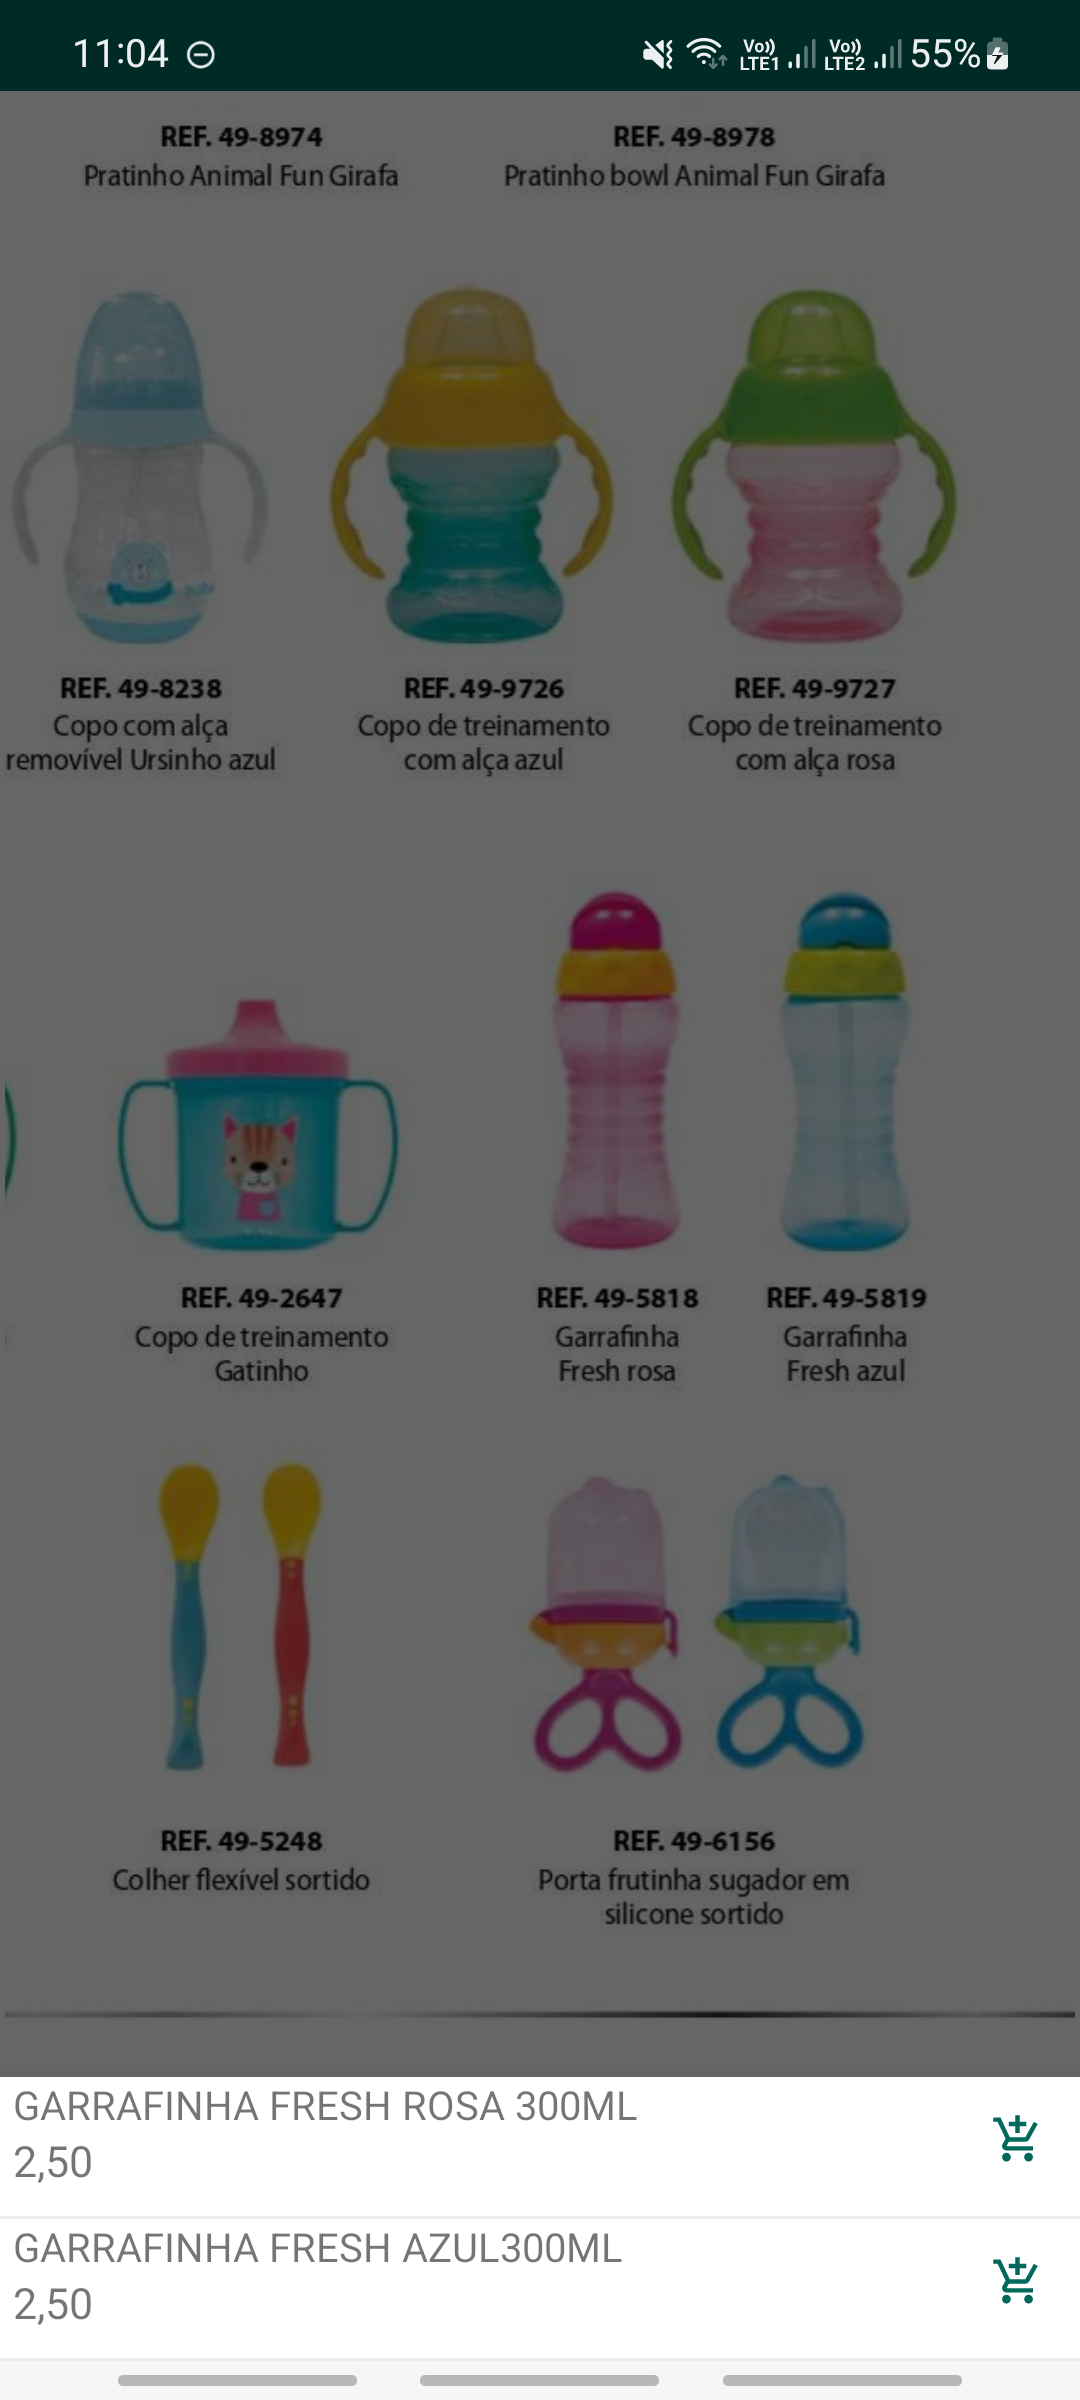 11:04
Vo)) LTE1 Vo)) LTE2 55%
REF. 49-8974 REF. 49-8978
Pratinho Animal Fun Girafa Pratinho bowl Animal Fun Girafa
REF. 49-8238 REF. 49-9726 REF. 49-9727
Copo com alça Copo de treinamento Copo de treinamento
removível Ursinho azul com alça azul com alça rosa
REF. 49-2647 REF. 49-5818 REF. 49-5819
Copo de treinamento Garrafinha Garrafinha
Gatinho Fresh rosa Fresh azul
REF. 49-5248 REF. 49-6156
Colher flexível sortido Porta frutinha sugador em
silicone sortido
GARRAFINHA FRESH ROSA 300ML
2,50
GARRAFINHA FRESH AZUL300ML
2,50